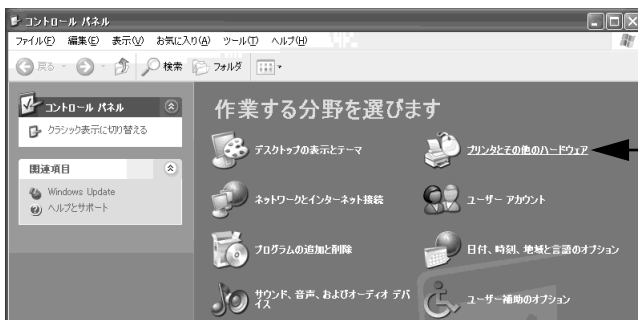 コントロール パネル
ファイル(F) 編集(E) 表示(V) お気に入り(A) ツール(T) ヘルプ(H)
戻る 検索 フォルダ
コントロール パネル
クラシック表示に切り替える
関連項目
Windows Update
ヘルプとサポート
作業する分野を選びます
デスクトップの表示とテーマ
プリンタとその他のハードウェア
ネットワークとインターネット接続
ユーザー アカウント
プログラムの追加と削除
日付、時刻、地域と言語のオプション
サウンド、音声、およびオーディオ デバ
イス
ユーザー補助のオプション